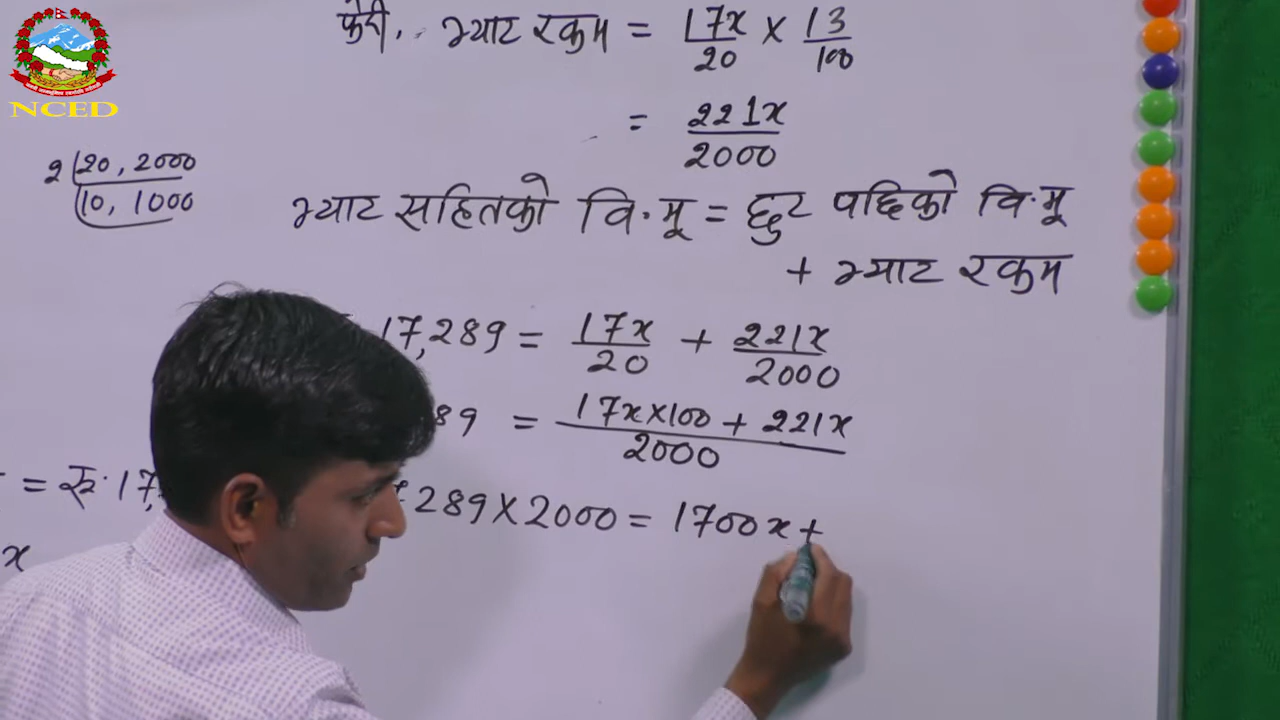 NCED
फेरी, भ्याट रकम = 17x/20 × 13/100
= 221x/2000
2 | 20, 2000
10, 1000
भ्याट सहितको वि.मू = छुट पछिको वि.मू
+ भ्याट रकम
17,289 = 17x/20 + 221x/2000
89 = 17x×100 + 221x / 2000
= रु. 17,
289×2000 = 1700x +
x